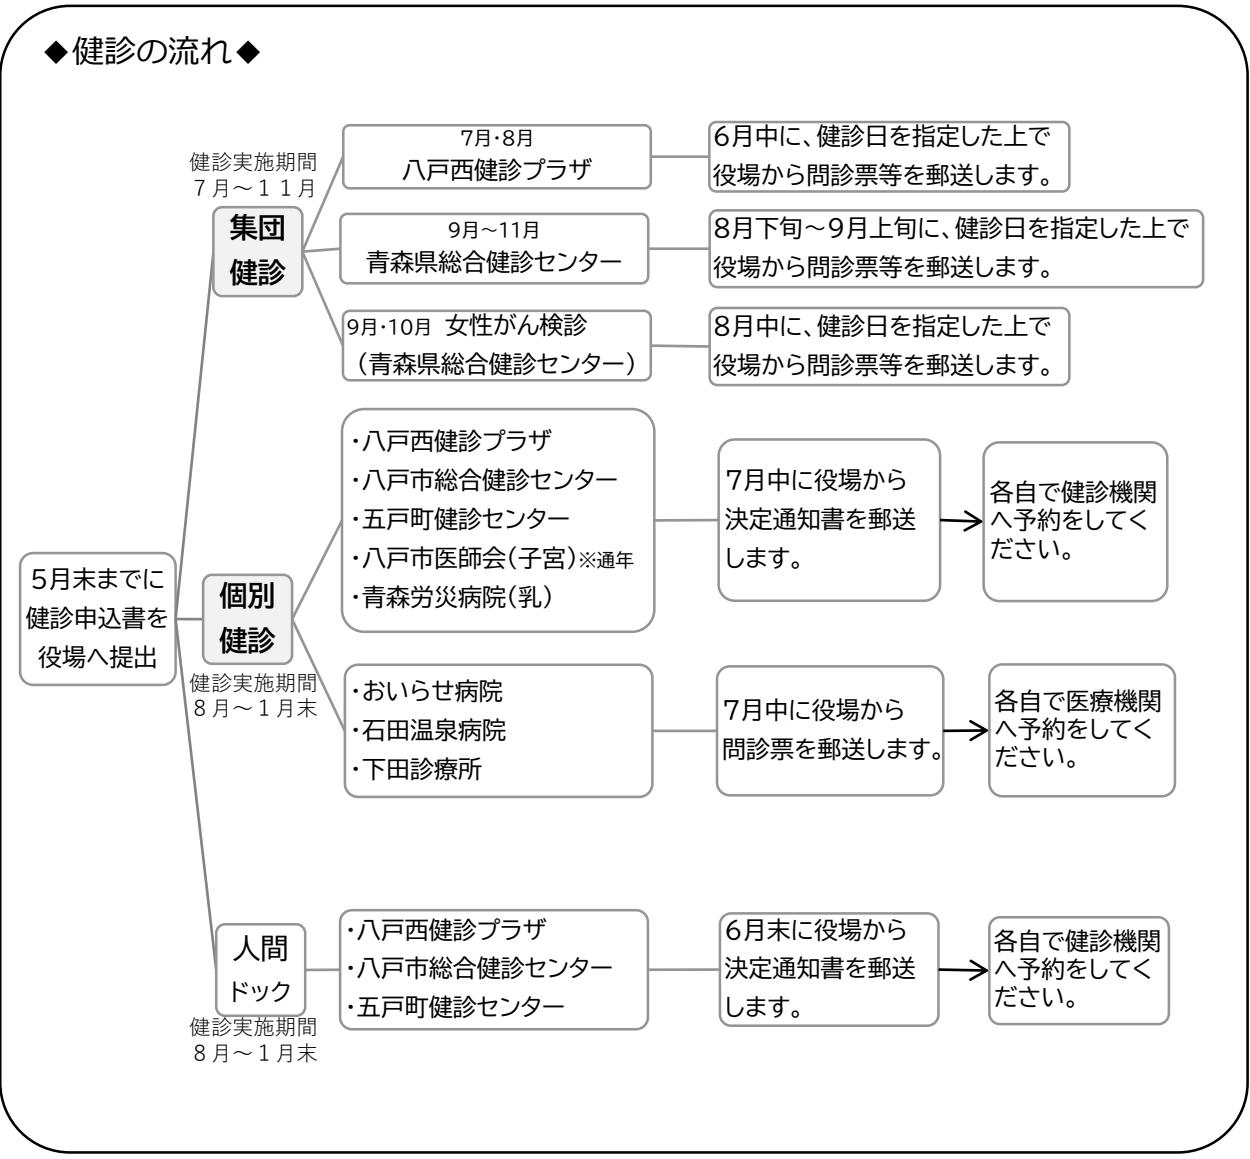 ◆健診の流れ◆
5月末までに
健診申込書を
役場へ提出
健診実施期間
７月～１１月
集団
健診
7月・8月
八戸西健診プラザ
6月中に、健診日を指定した上で
役場から問診票等を郵送します。
9月～11月
青森県総合健診センター
8月下旬～9月上旬に、健診日を指定した上で
役場から問診票等を郵送します。
9月・10月 女性がん検診
（青森県総合健診センター）
8月中に、健診日を指定した上で
役場から問診票等を郵送します。
個別
健診
健診実施期間
８月～１月末
・八戸西健診プラザ
・八戸市総合健診センター
・五戸町健診センター
・八戸市医師会（子宮）※通年
・青森労災病院（乳）
7月中に役場から
決定通知書を郵送
します。
各自で健診機関
へ予約をしてく
ださい。
・おいらせ病院
・石田温泉病院
・下田診療所
7月中に役場から
問診票を郵送します。
各自で医療機関
へ予約をしてく
ださい。
人間
ドック
健診実施期間
８月～１月末
・八戸西健診プラザ
・八戸市総合健診センター
・五戸町健診センター
6月末に役場から
決定通知書を郵送
します。
各自で健診機関
へ予約をしてく
ださい。